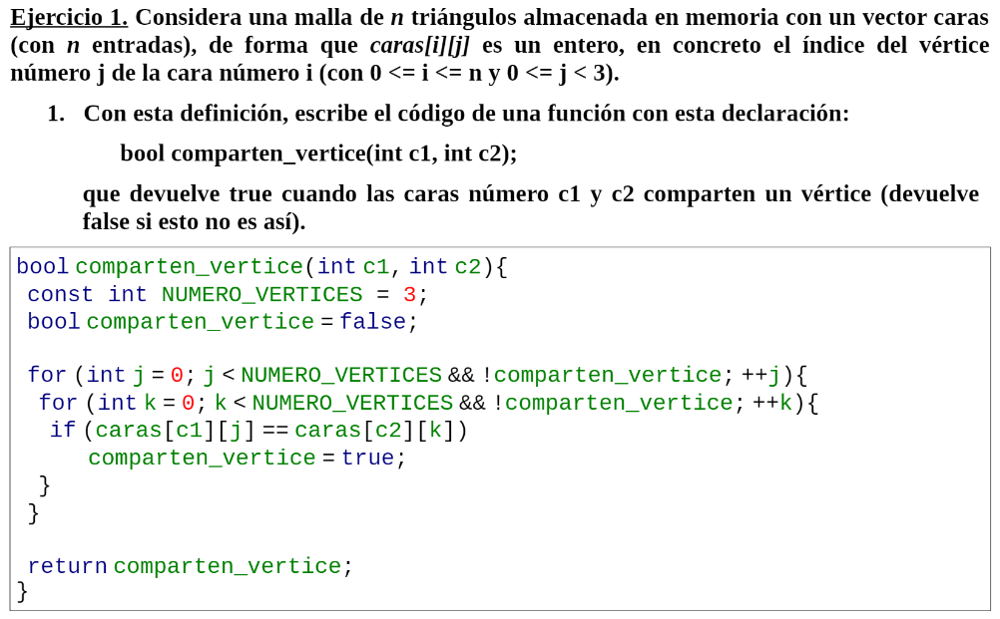 Ejercicio 1. Considera una malla de n triángulos almacenada en memoria con un vector caras
(con n entradas), de forma que caras[i][j] es un entero, en concreto el índice del vértice
número j de la cara número i (con 0 <= i <= n y 0 <= j < 3).
1. Con esta definición, escribe el código de una función con esta declaración:
bool comparten_vertice(int c1, int c2);
que devuelve true cuando las caras número c1 y c2 comparten un vértice (devuelve
false si esto no es así).
bool comparten_vertice(int c1, int c2){
const int NUMERO_VERTICES = 3;
bool comparten_vertice = false;
for (int j = 0; j < NUMERO_VERTICES && !comparten_vertice; ++j){
for (int k = 0; k < NUMERO_VERTICES && !comparten_vertice; ++k){
if (caras[c1][j] == caras[c2][k])
comparten_vertice = true;
}
}
return comparten_vertice;
}